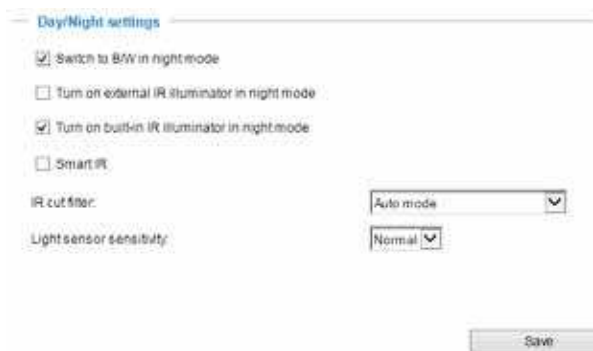 Day/Night settings
Switch to B/W in night mode
Turn on external IR illuminator in night mode
Turn on built-in IR illuminator in night mode
Smart IR
IR cut filter: Auto mode
Light sensor sensitivity: Normal
Save